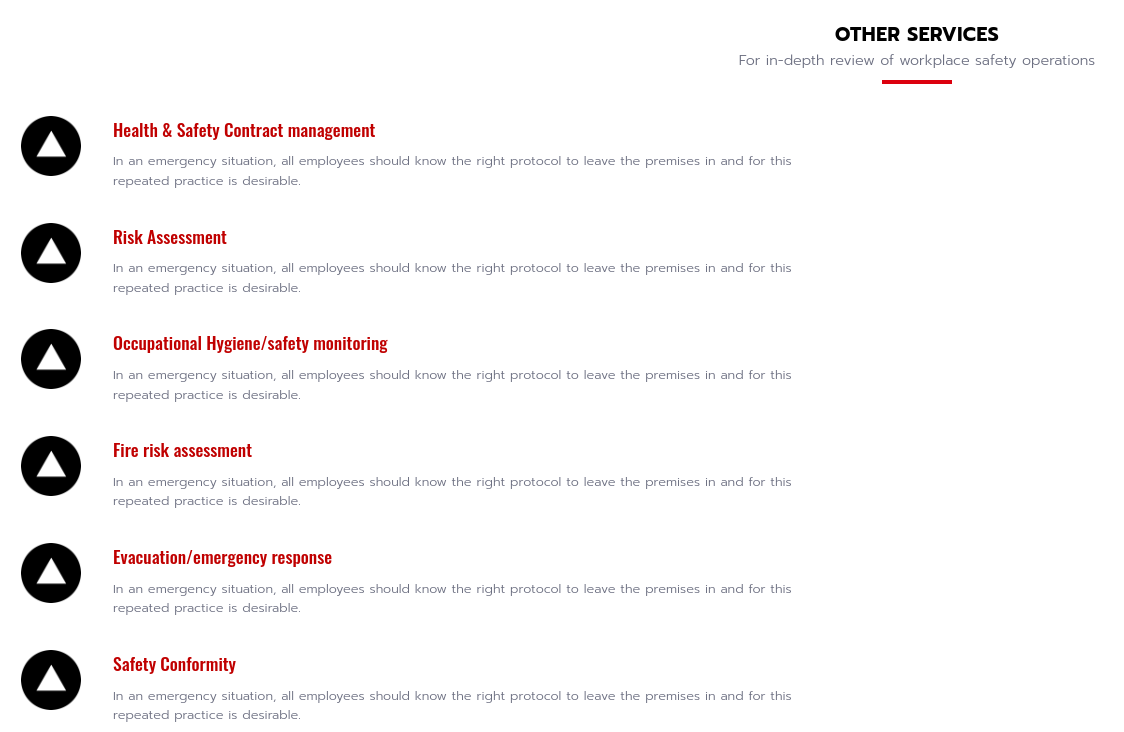 OTHER SERVICES
For in-depth review of workplace safety operations
Health & Safety Contract management
In an emergency situation, all employees should know the right protocol to leave the premises in and for this
repeated practice is desirable.
Risk Assessment
In an emergency situation, all employees should know the right protocol to leave the premises in and for this
repeated practice is desirable.
Occupational Hygiene/safety monitoring
In an emergency situation, all employees should know the right protocol to leave the premises in and for this
repeated practice is desirable.
Fire risk assessment
In an emergency situation, all employees should know the right protocol to leave the premises in and for this
repeated practice is desirable.
Evacuation/emergency response
In an emergency situation, all employees should know the right protocol to leave the premises in and for this
repeated practice is desirable.
Safety Conformity
In an emergency situation, all employees should know the right protocol to leave the premises in and for this
repeated practice is desirable.